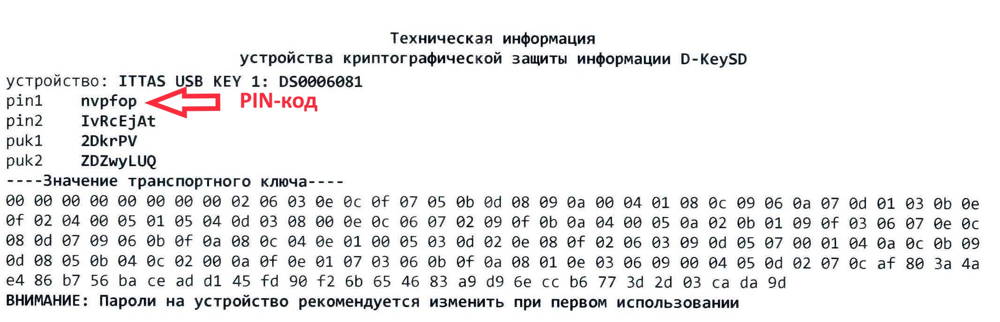 Техническая информация
устройства криптографической защиты информации D-KeySD
устройство: ITTAS USB KEY 1: DS0006081
pin1 nvpfop PIN-код
pin2 IvRcEjAt
puk1 2DkrPV
puk2 ZDZwyLUQ
----Значение транспортного ключа----
00 00 00 00 00 00 00 00 02 06 03 0e 0c 0f 07 05 0b 0d 08 09 0a 00 04 01 08 0c 09 06 0a 07 0d 01 03 0b 0e
0f 02 04 00 05 01 05 04 0d 03 08 00 0e 0c 06 07 02 09 0f 0b 0a 04 00 05 0a 02 0b 01 09 0f 03 06 07 0e 0c
08 0d 07 09 06 0b 0f 0a 08 0c 04 0e 01 00 05 03 0d 02 0e 08 0f 02 06 03 09 0d 05 07 00 01 04 0a 0c 0b 09
0d 08 05 0b 04 0c 02 00 0a 0f 0e 01 07 03 06 0b 0f 0a 08 01 0e 03 06 09 00 04 05 0d 02 07 0c af 80 3a 4a
e4 86 b7 56 ba ce ad d1 45 fd 90 f2 6b 65 46 83 a9 d9 6e cc b6 77 3d 2d 03 ca da 9d
ВНИМАНИЕ: Пароли на устройство рекомендуется изменить при первом использовании